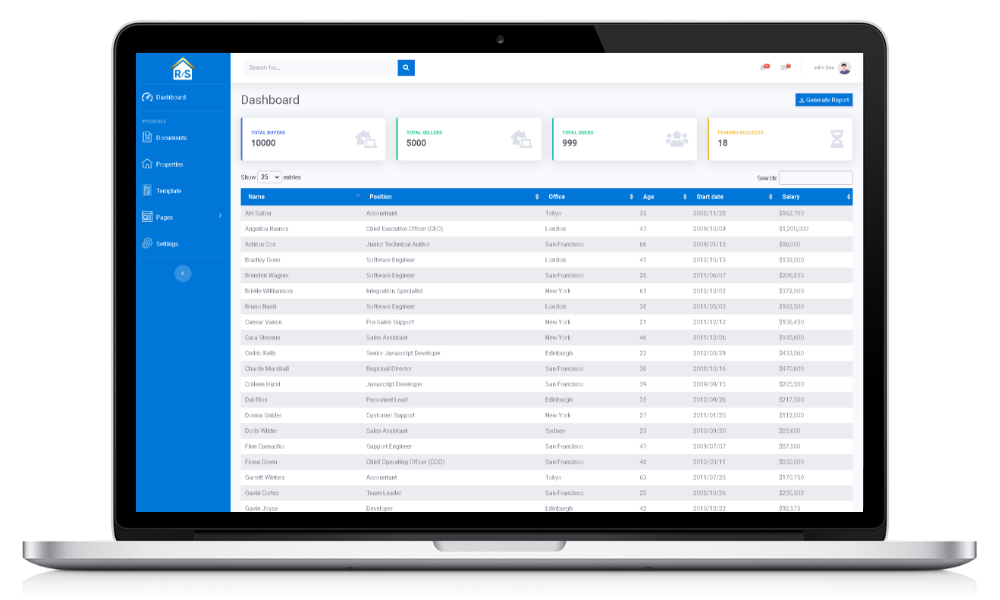 R/S
Search for...
John Doe
Dashboard
INTERFACE
Documents
Properties
Template
Pages
Settings
Dashboard
Generate Report
TOTAL BUYERS
10000
TOTAL SELLERS
5000
TOTAL USERS
999
PENDING REQUESTS
18
Show 25 entries
Search:
Name Position Office Age Start date Salary
Airi Satou Accountant Tokyo 33 2008/11/28 $162,700
Angelica Ramos Chief Executive Officer (CEO) London 47 2009/10/09 $1,200,000
Ashton Cox Junior Technical Author San Francisco 66 2009/01/12 $86,000
Bradley Greer Software Engineer London 41 2012/10/13 $132,000
Brenden Wagner Software Engineer San Francisco 28 2011/06/07 $206,850
Brielle Williamson Integration Specialist New York 61 2012/12/02 $372,000
Bruno Nash Software Engineer London 38 2011/05/03 $163,500
Caesar Vance Pre-Sales Support New York 21 2011/12/12 $106,450
Cara Stevens Sales Assistant New York 46 2011/12/06 $145,600
Cedric Kelly Senior Javascript Developer Edinburgh 22 2012/03/29 $433,060
Charde Marshall Regional Director San Francisco 36 2008/10/16 $470,600
Colleen Hurst Javascript Developer San Francisco 39 2009/09/15 $205,500
Dai Rios Personnel Lead Edinburgh 35 2012/09/26 $217,500
Donna Snider Customer Support New York 27 2011/01/25 $112,000
Doris Wilder Sales Assistant Sydney 23 2010/09/20 $85,600
Finn Camacho Support Engineer San Francisco 47 2009/07/07 $87,500
Fiona Green Chief Operating Officer (COO) San Francisco 48 2010/03/11 $850,000
Garrett Winters Accountant Tokyo 63 2011/07/25 $170,750
Gavin Cortez Team Leader San Francisco 22 2008/10/26 $235,500
Gavin Joyce Developer Edinburgh 42 2010/12/22 $92,575